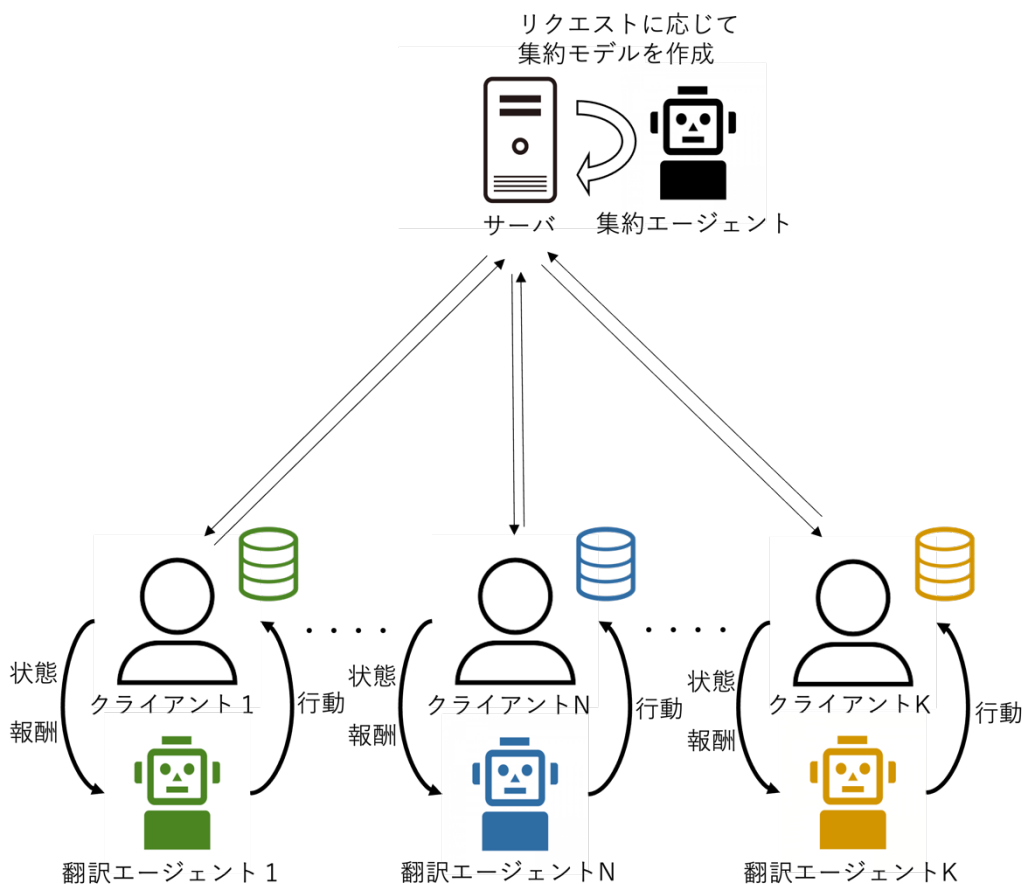 リクエストに応じて
集約モデルを作成
サーバ
集約エージェント
・・・・
・・・・
状態
報酬
行動
状態
報酬
行動
状態
報酬
行動
クライアント1
クライアントN
クライアントK
翻訳エージェント1
翻訳エージェントN
翻訳エージェントK